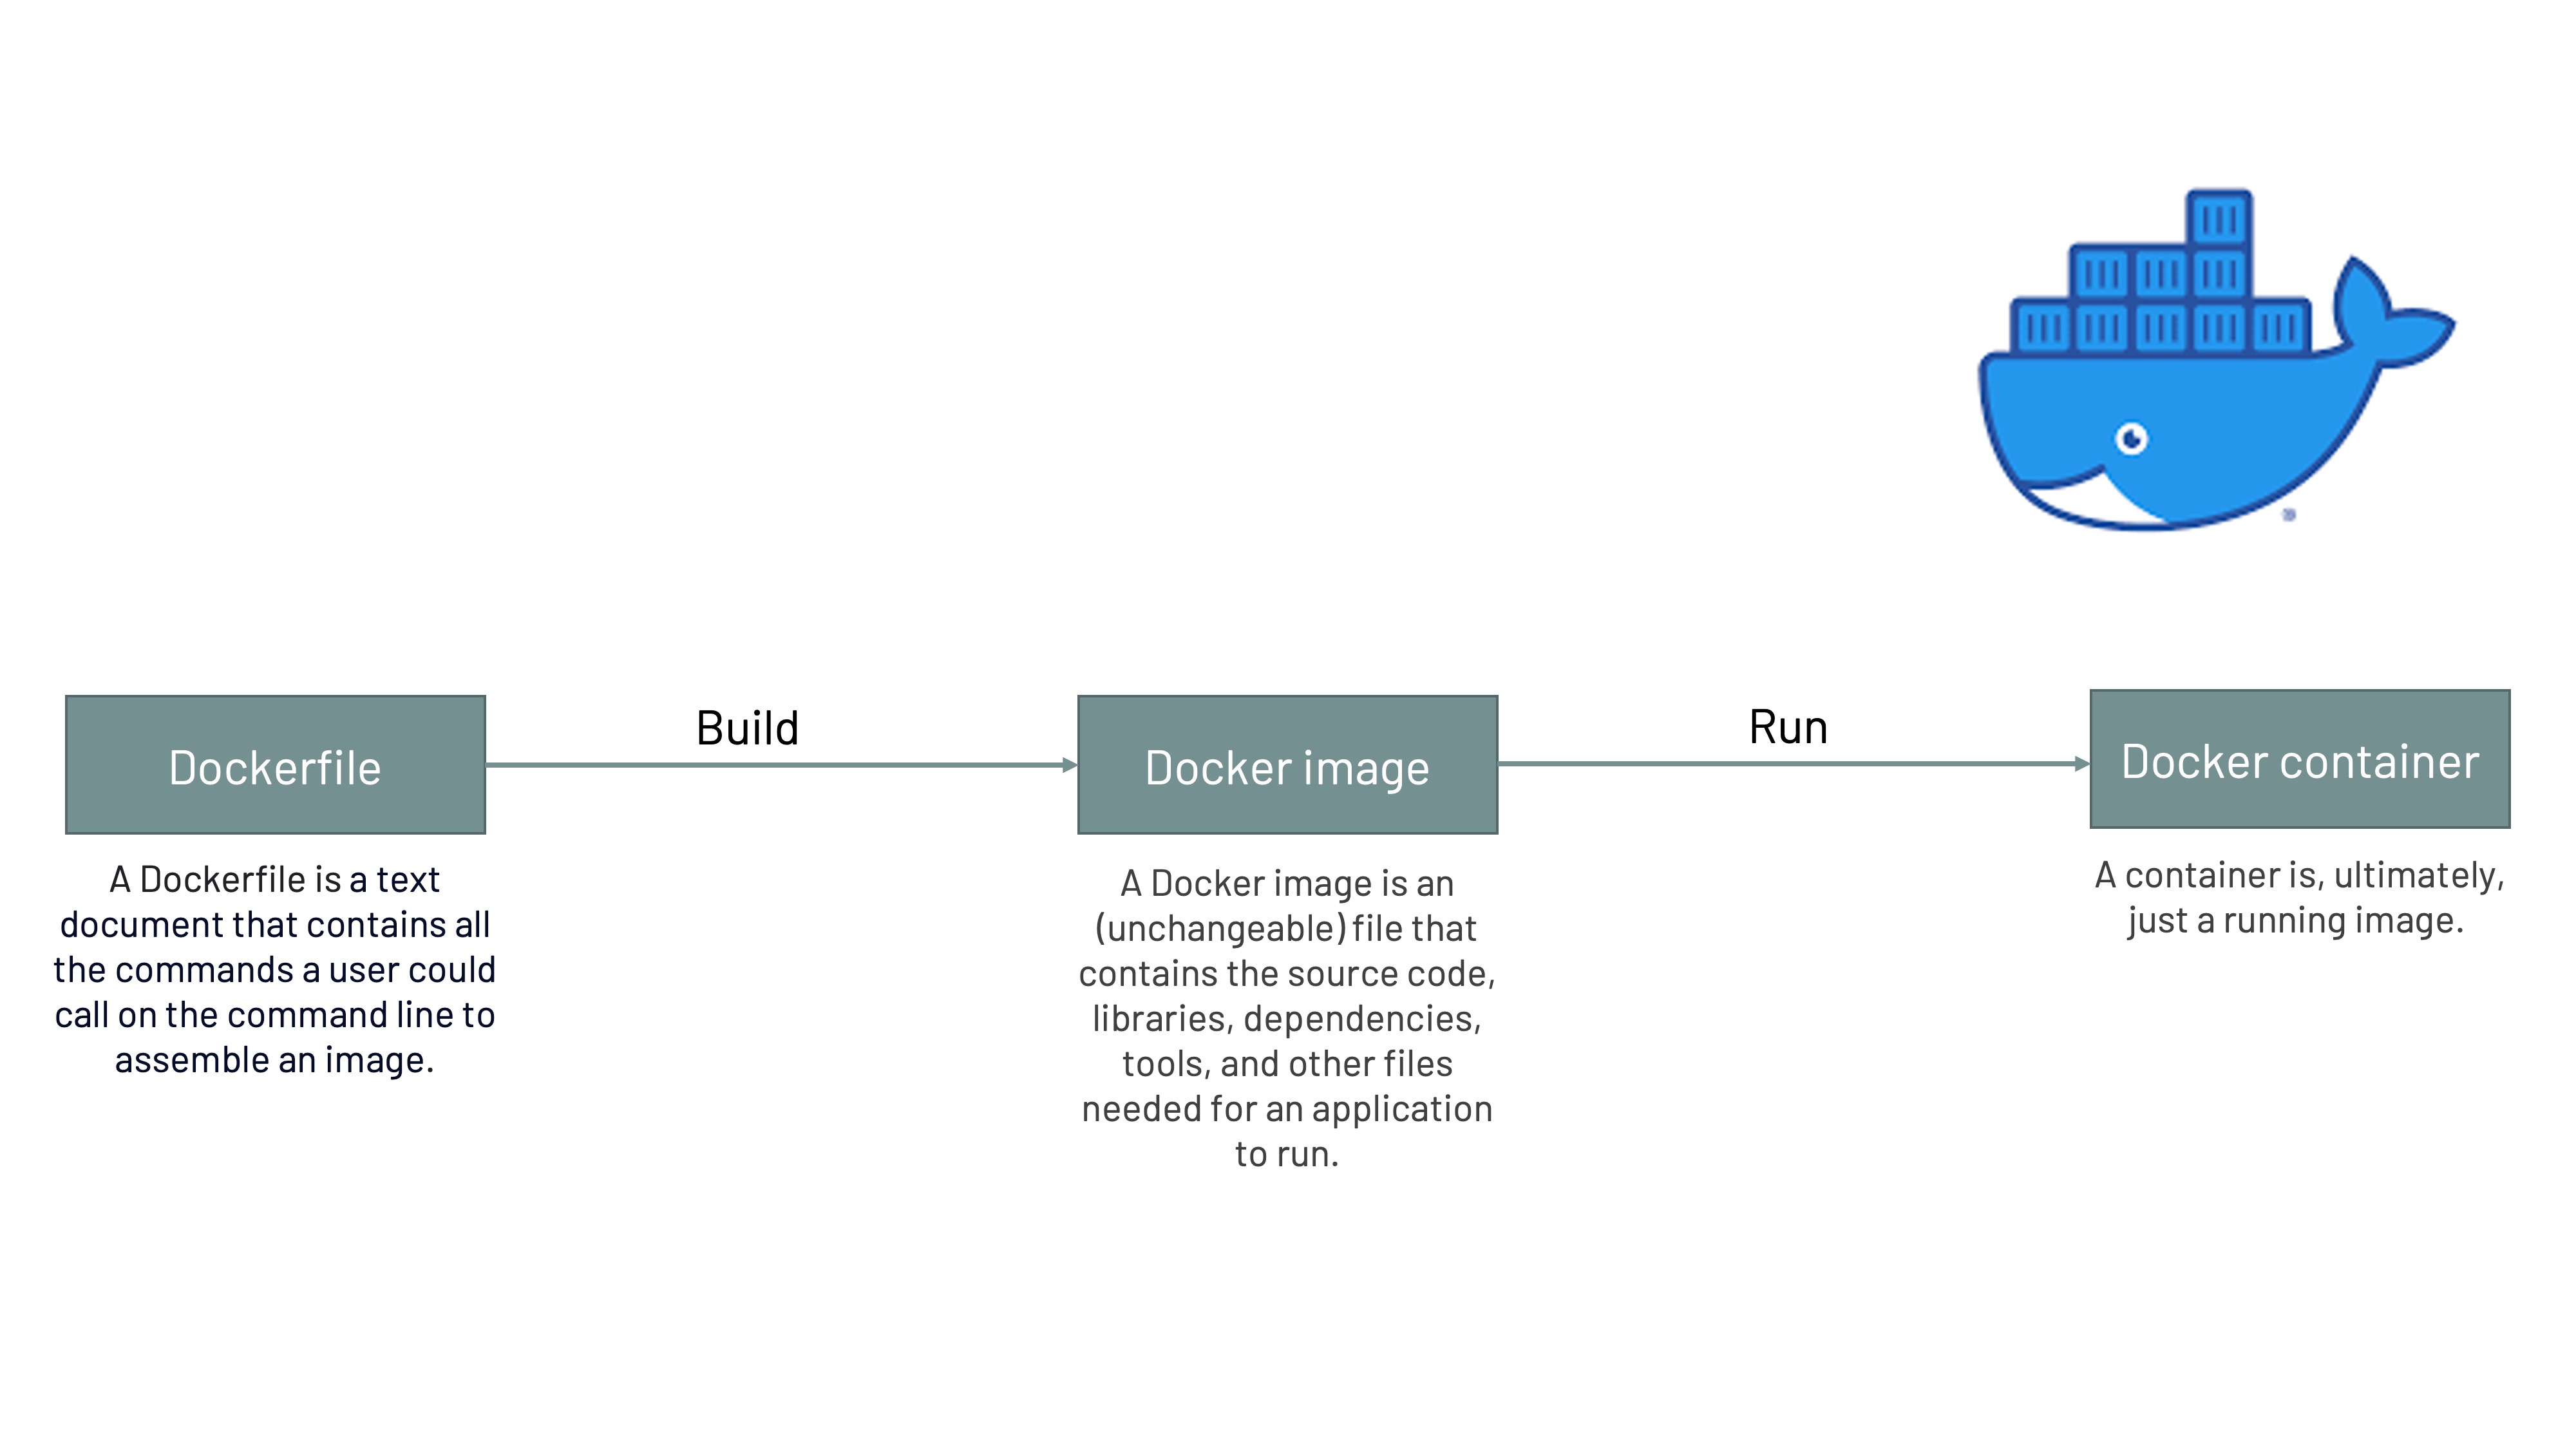 Dockerfile
Build
Docker image
Run
Docker container
A Dockerfile is a text
document that contains all
the commands a user could
call on the command line to
assemble an image.
A Docker image is an
(unchangeable) file that
contains the source code,
libraries, dependencies,
tools, and other files
needed for an application
to run.
A container is, ultimately,
just a running image.